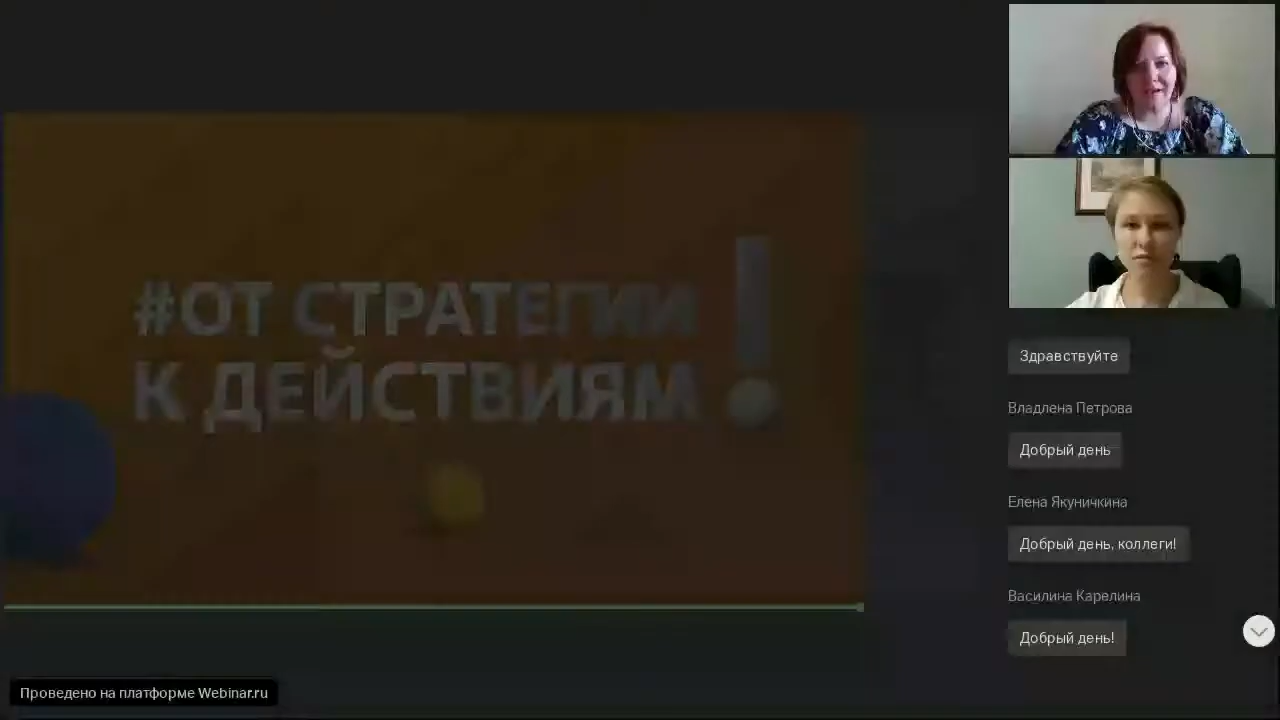 #ОТ СТРАТЕГИИ
К ДЕЙСТВИЯМ!
Здравствуйте
Владлена Петрова
Добрый день
Елена Якуничкина
Добрый день, коллеги!
Василина Карелина
Добрый день!
Проведено на платформе Webinar.ru